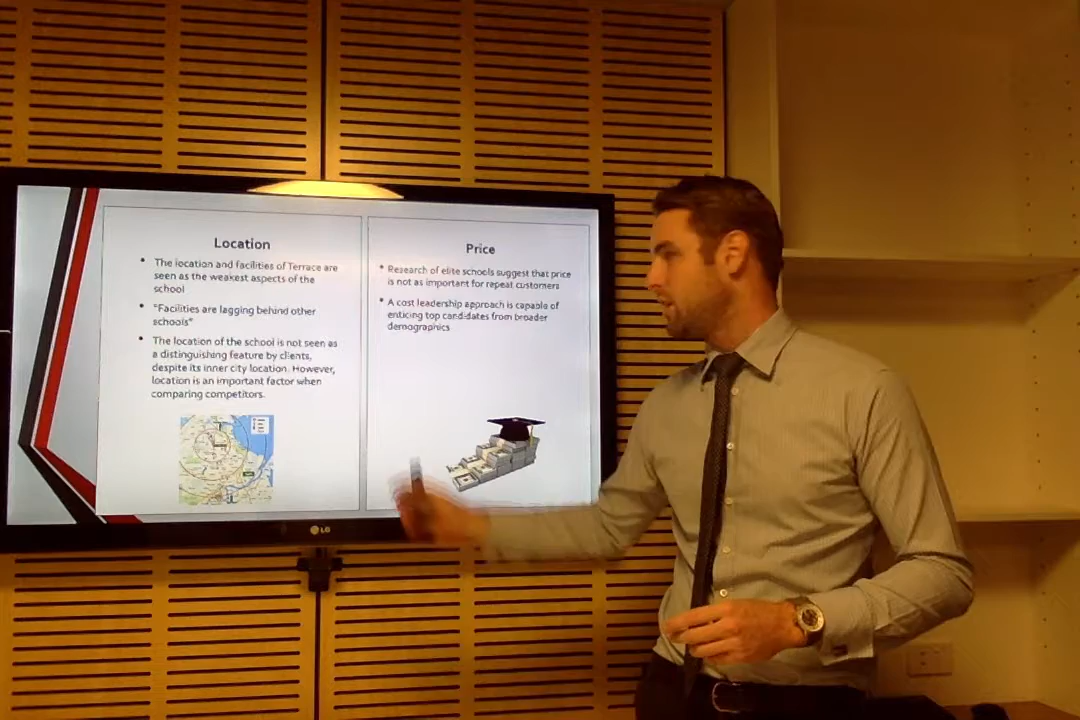 Location
• The location and facilities of Terrace are
seen as the weakest aspects of the
school
• "Facilities are lagging behind other
schools"
• The location of the school is not seen as
a distinguishing feature by clients,
despite its inner city location. However,
location is an important factor when
comparing competitors.
Price
• Research of elite schools suggest that price
is not as important for repeat customers
• A cost leadership approach is capable of
enticing top candidates from broader
demographics
LG